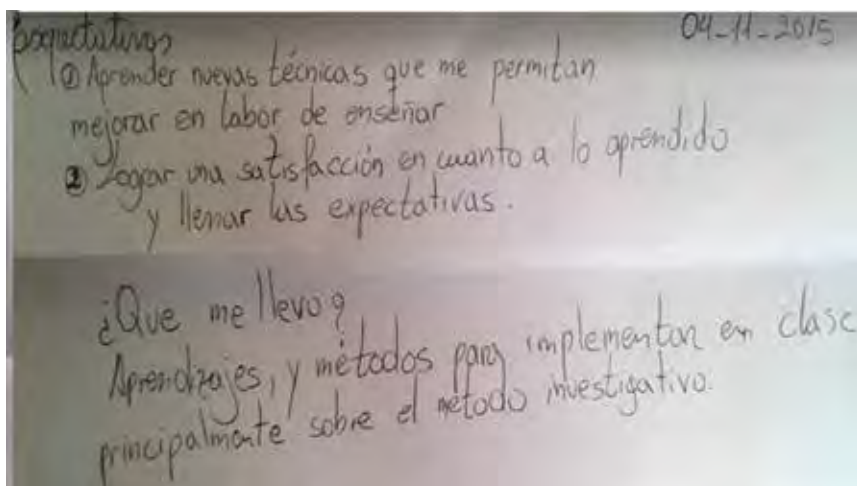 Expectativas 04-11-2015
① Aprender nuevas técnicas que me permitan
mejorar en labor de enseñar
② Lograr una satisfacción en cuanto a lo aprendido
y llenar las expectativas.
¿Que me llevo?
Aprendizajes, y métodos para implementar en clase
principalmente sobre el método investigativo.